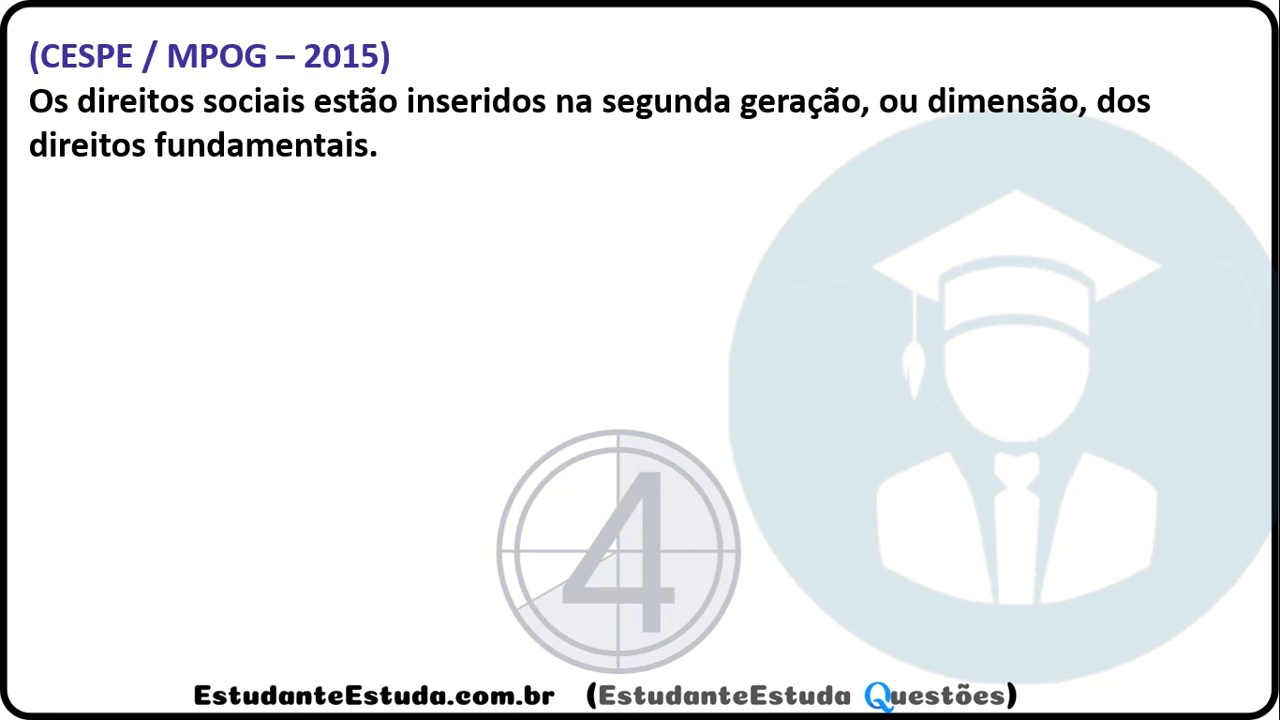 (CESPE / MPOG – 2015)
Os direitos sociais estão inseridos na segunda geração, ou dimensão, dos
direitos fundamentais.
4
EstudanteEstuda.com.br (EstudanteEstuda Questões)